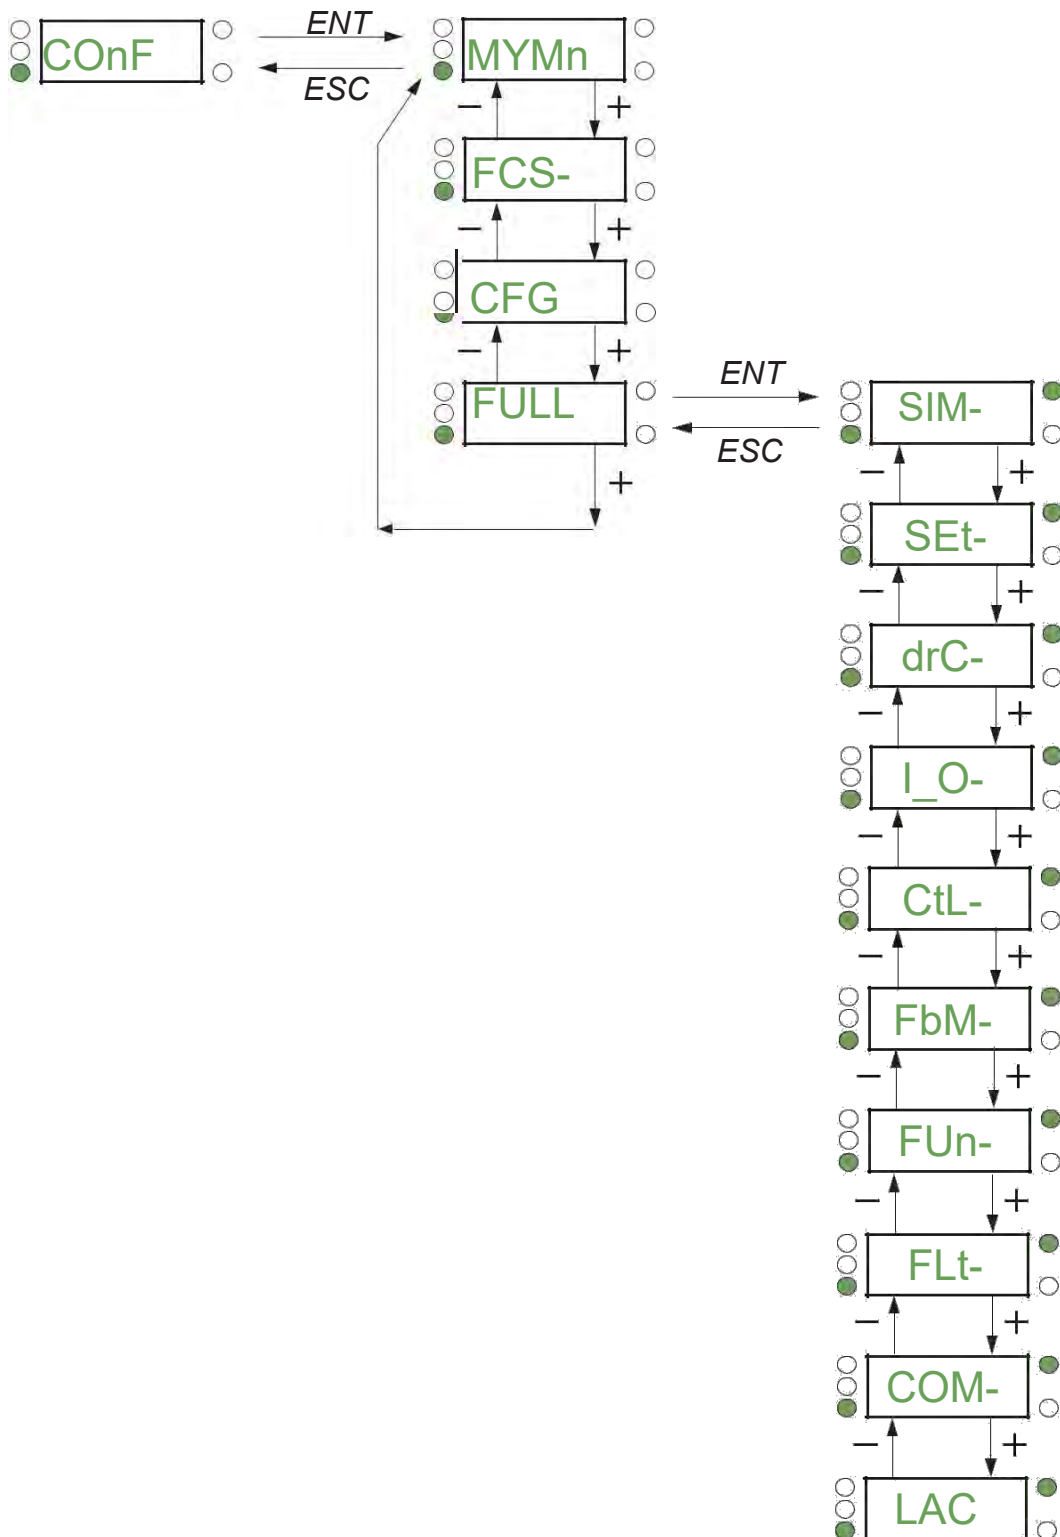 COnF
ENT
ESC
MYMn
− +
FCS-
− +
CFG
− +
FULL
ENT
ESC
+
SIM-
− +
SEt-
− +
drC-
− +
I_O-
− +
CtL-
− +
FbM-
− +
FUn-
− +
FLt-
− +
COM-
− +
LAC